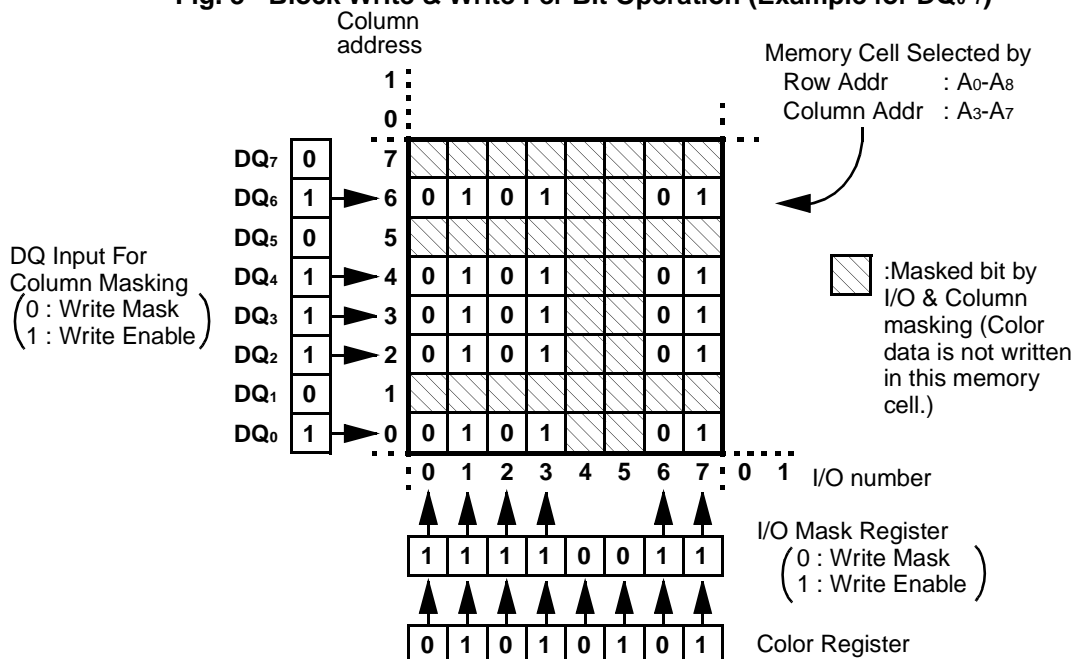 Fig. 8 Block Write & Write Per Bit Operation (Example for DQ0-7)
Column
address
Memory Cell Selected by
Row Addr : A0-A8
Column Addr : A3-A7
1
0
DQ7 0 7
DQ6 1 6 0 1 0 1 0 1
DQ5 0 5
DQ4 1 4 0 1 0 1 0 1
DQ3 1 3 0 1 0 1 0 1
DQ2 1 2 0 1 0 1 0 1
DQ1 0 1
DQ0 1 0 0 1 0 1 0 1
DQ Input For
Column Masking
(0 : Write Mask
1 : Write Enable)
:Masked bit by
I/O & Column
masking (Color
data is not written
in this memory
cell.)
0 1 2 3 4 5 6 7 0 1 I/O number
1 1 1 1 0 0 1 1
I/O Mask Register
(0 : Write Mask
1 : Write Enable)
0 1 0 1 0 1 0 1 Color Register